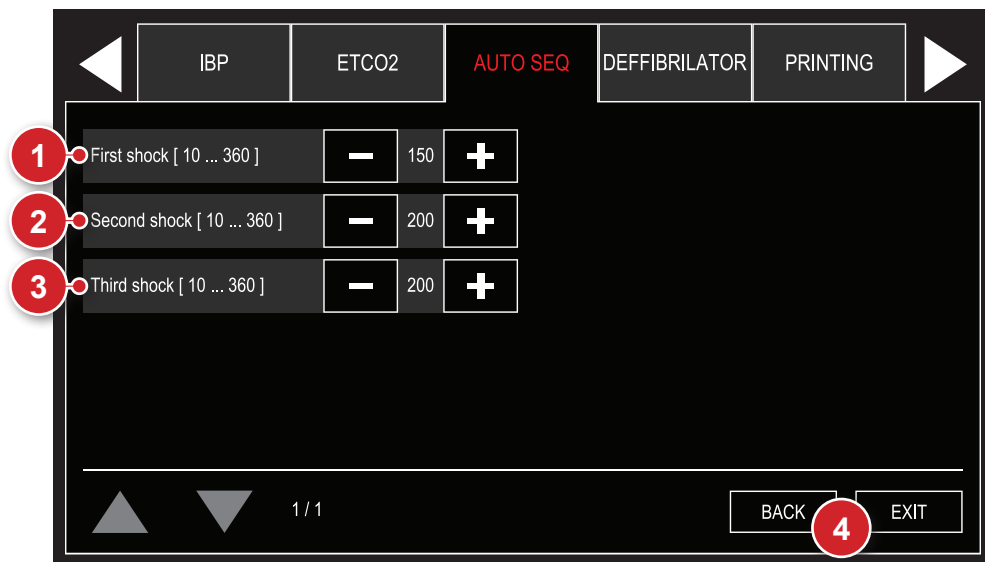 IBP ETCO2 AUTO SEQ DEFFIBRILATOR PRINTING
1 First shock [ 10 ... 360 ] − 150 +
2 Second shock [ 10 ... 360 ] − 200 +
3 Third shock [ 10 ... 360 ] − 200 +
1 / 1 BACK 4 EXIT